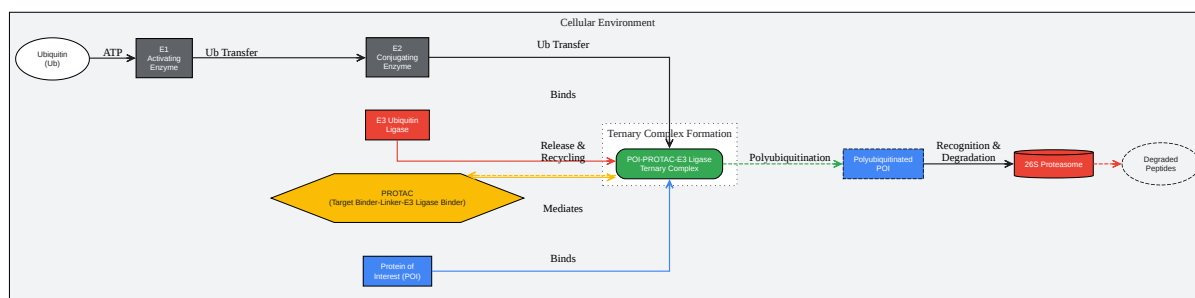 Cellular Environment
Ubiquitin
(Ub)
ATP
E1
Activating
Enzyme
Ub Transfer
E2
Conjugating
Enzyme
Ub Transfer
Binds
E3 Ubiquitin
Ligase
Release &
Recycling
Ternary Complex Formation
POI-PROTAC-E3 Ligase
Ternary Complex
Polyubiquitination
Polyubiquitinated
POI
Recognition &
Degradation
26S Proteasome
Degraded
Peptides
PROTAC
(Target Binder-Linker-E3 Ligase Binder)
Mediates
Protein of
Interest (POI)
Binds